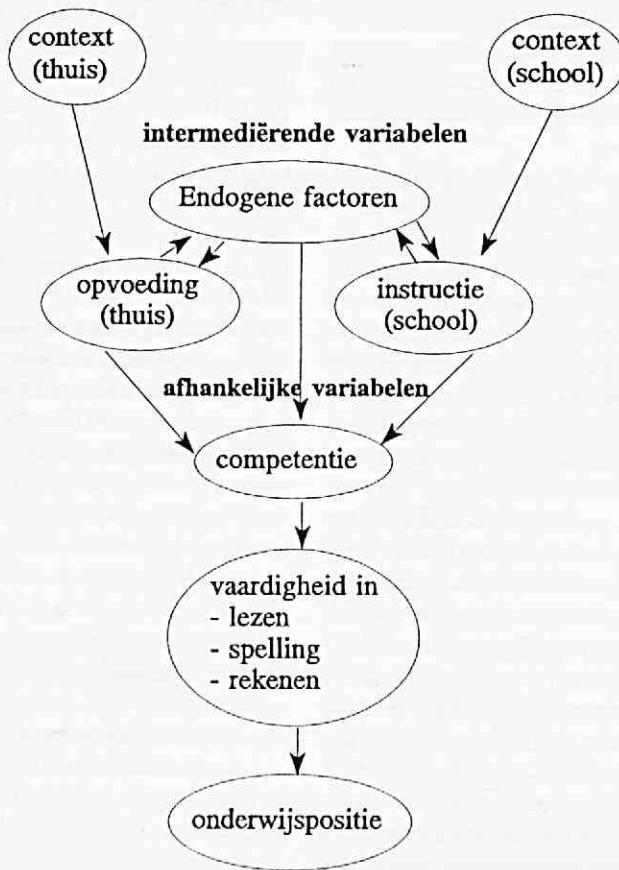 context
(thuis)
context
(school)
intermediërende variabelen
Endogene factoren
opvoeding
(thuis)
instructie
(school)
afhankelijke variabelen
competentie
vaardigheid in
- lezen
- spelling
- rekenen
onderwijspositie